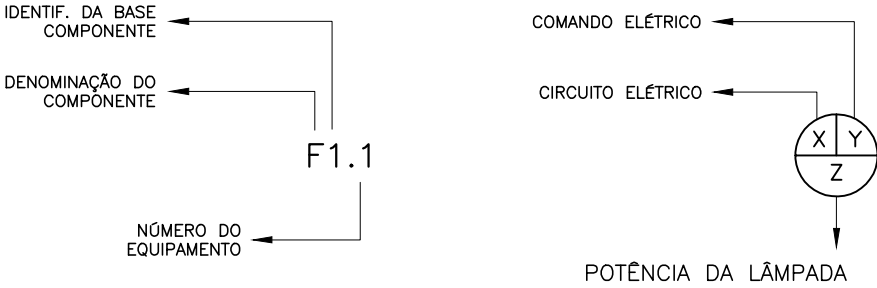 IDENTIF. DA BASE
COMPONENTE
DENOMINAÇÃO DO
COMPONENTE
F1.1
NÚMERO DO
EQUIPAMENTO
COMANDO ELÉTRICO
CIRCUITO ELÉTRICO
X Y
Z
POTÊNCIA DA LÂMPADA